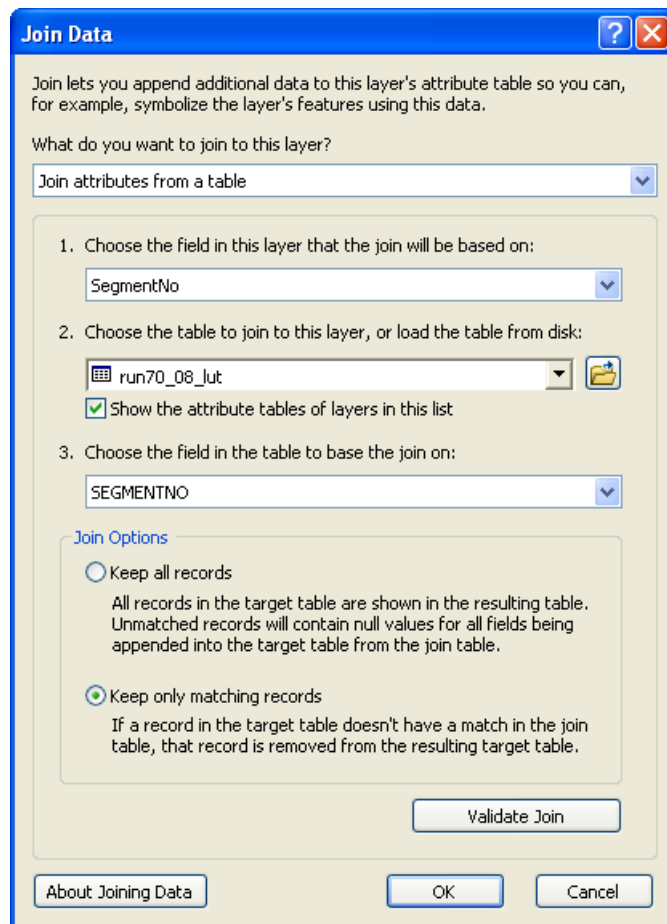 Join Data
Join lets you append additional data to this layer's attribute table so you can,
for example, symbolize the layer's features using this data.
What do you want to join to this layer?
Join attributes from a table
1. Choose the field in this layer that the join will be based on:
SegmentNo
2. Choose the table to join to this layer, or load the table from disk:
run70_08_lut
Show the attribute tables of layers in this list
3. Choose the field in the table to base the join on:
SEGMENTNO
Join Options
Keep all records
All records in the target table are shown in the resulting table.
Unmatched records will contain null values for all fields being
appended into the target table from the join table.
Keep only matching records
If a record in the target table doesn't have a match in the join
table, that record is removed from the resulting target table.
Validate Join
About Joining Data OK Cancel